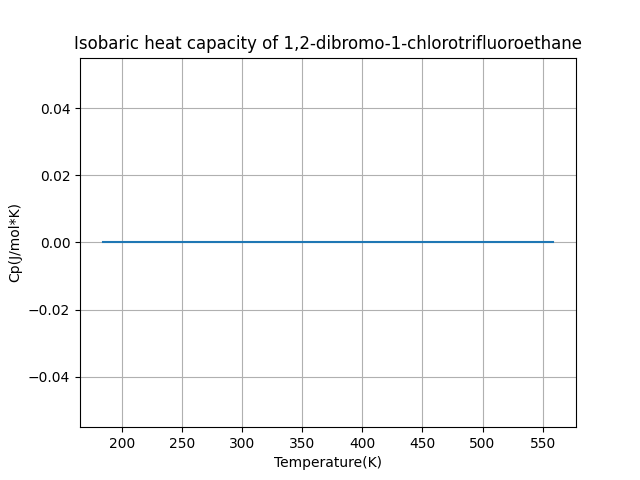 Isobaric heat capacity of 1,2-dibromo-1-chlorotrifluoroethane
0.04
0.02
0.00
−0.02
−0.04
Cp(J/mol*K)
200 250 300 350 400 450 500 550
Temperature(K)